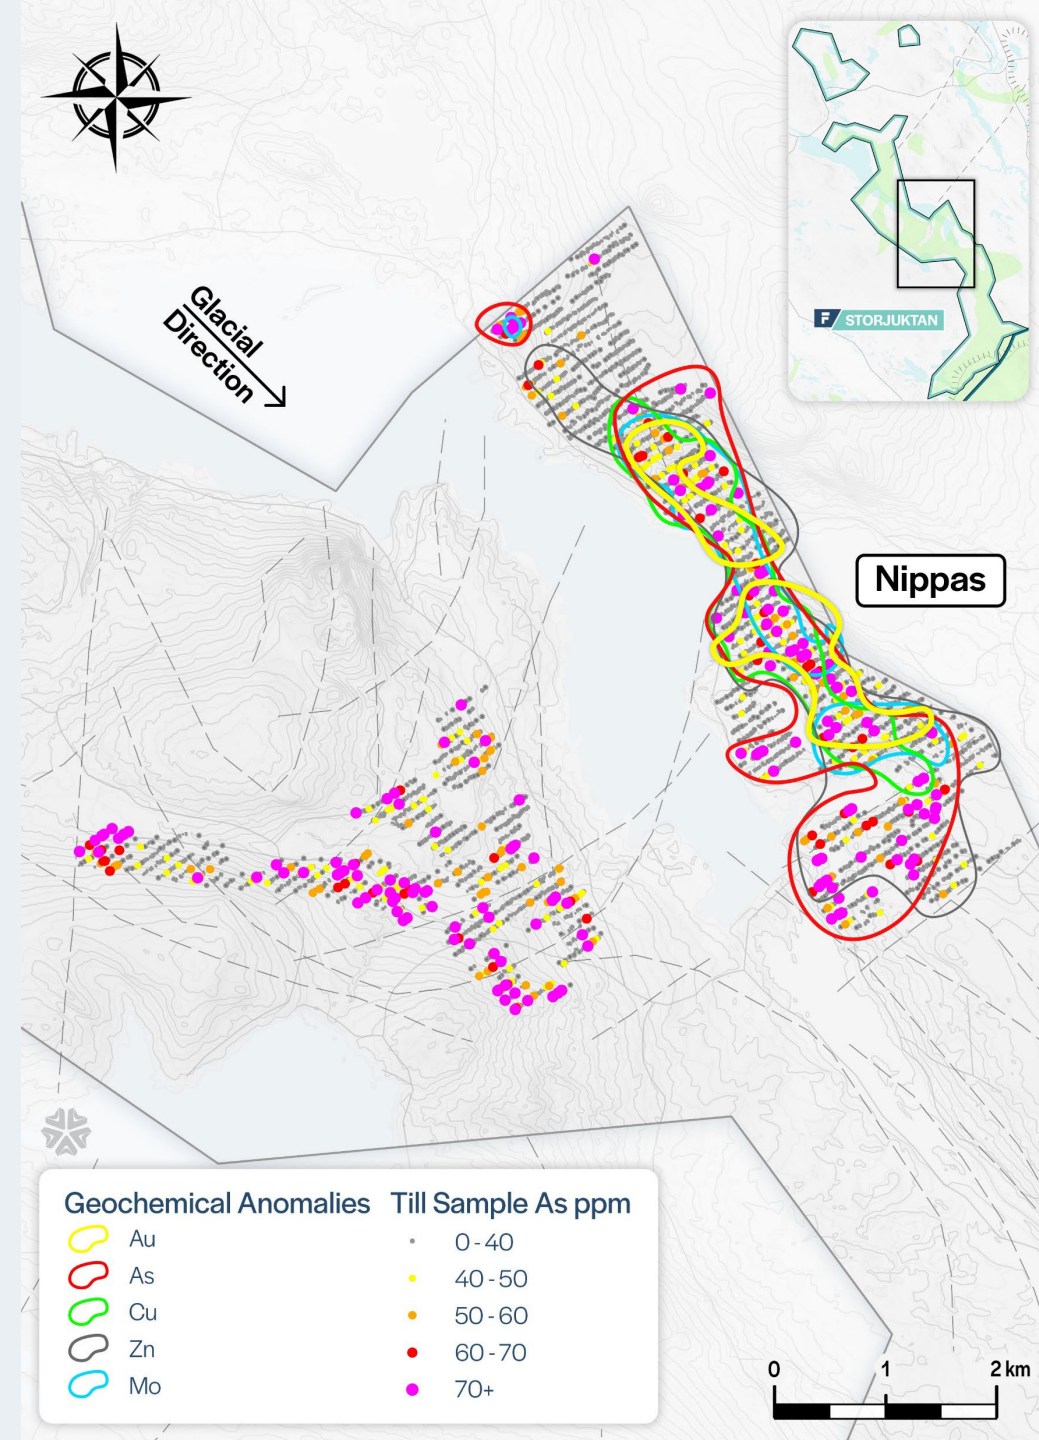 Glacial
Direction
F STORJUKTAN
Nippas
Geochemical Anomalies
Au
As
Cu
Zn
Mo
Till Sample As ppm
0-40
40-50
50-60
60-70
70+
0 1 2 km